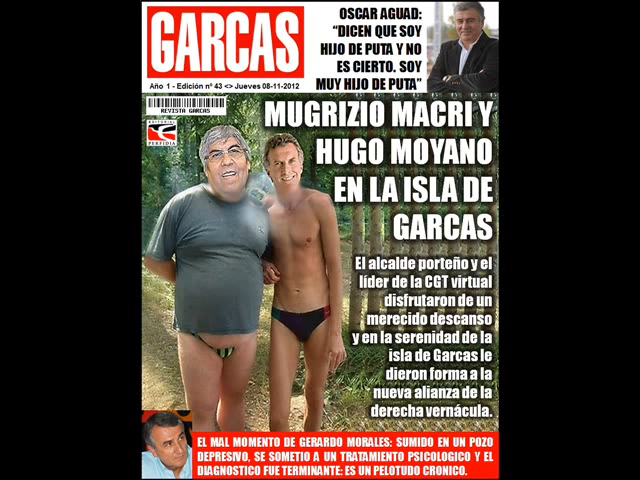 GARCAS
Año 1 - Edición nº 43 <> Jueves 08-11-2012
OSCAR AGUAD:
“DICEN QUE SOY
HIJO DE PUTA Y NO
ES CIERTO. SOY
MUY HIJO DE PUTA”
REVISTA GARCAS
EDITORIAL
PERFIDIA
MUGRIZIO MACRI Y
HUGO MOYANO
EN LA ISLA DE
GARCAS
El alcalde porteño y el
líder de la CGT virtual
disfrutaron de un
merecido descanso
y en la serenidad de la
isla de Garcas le
dieron forma a la
nueva alianza de la
derecha vernácula.
EL MAL MOMENTO DE GERARDO MORALES: SUMIDO EN UN POZO
DEPRESIVO, SE SOMETIO A UN TRATAMIENTO PSICOLOGICO Y
EL DIAGNOSTICO FUE TERMINANTE: ES UN PELOTUDO CRONICO.